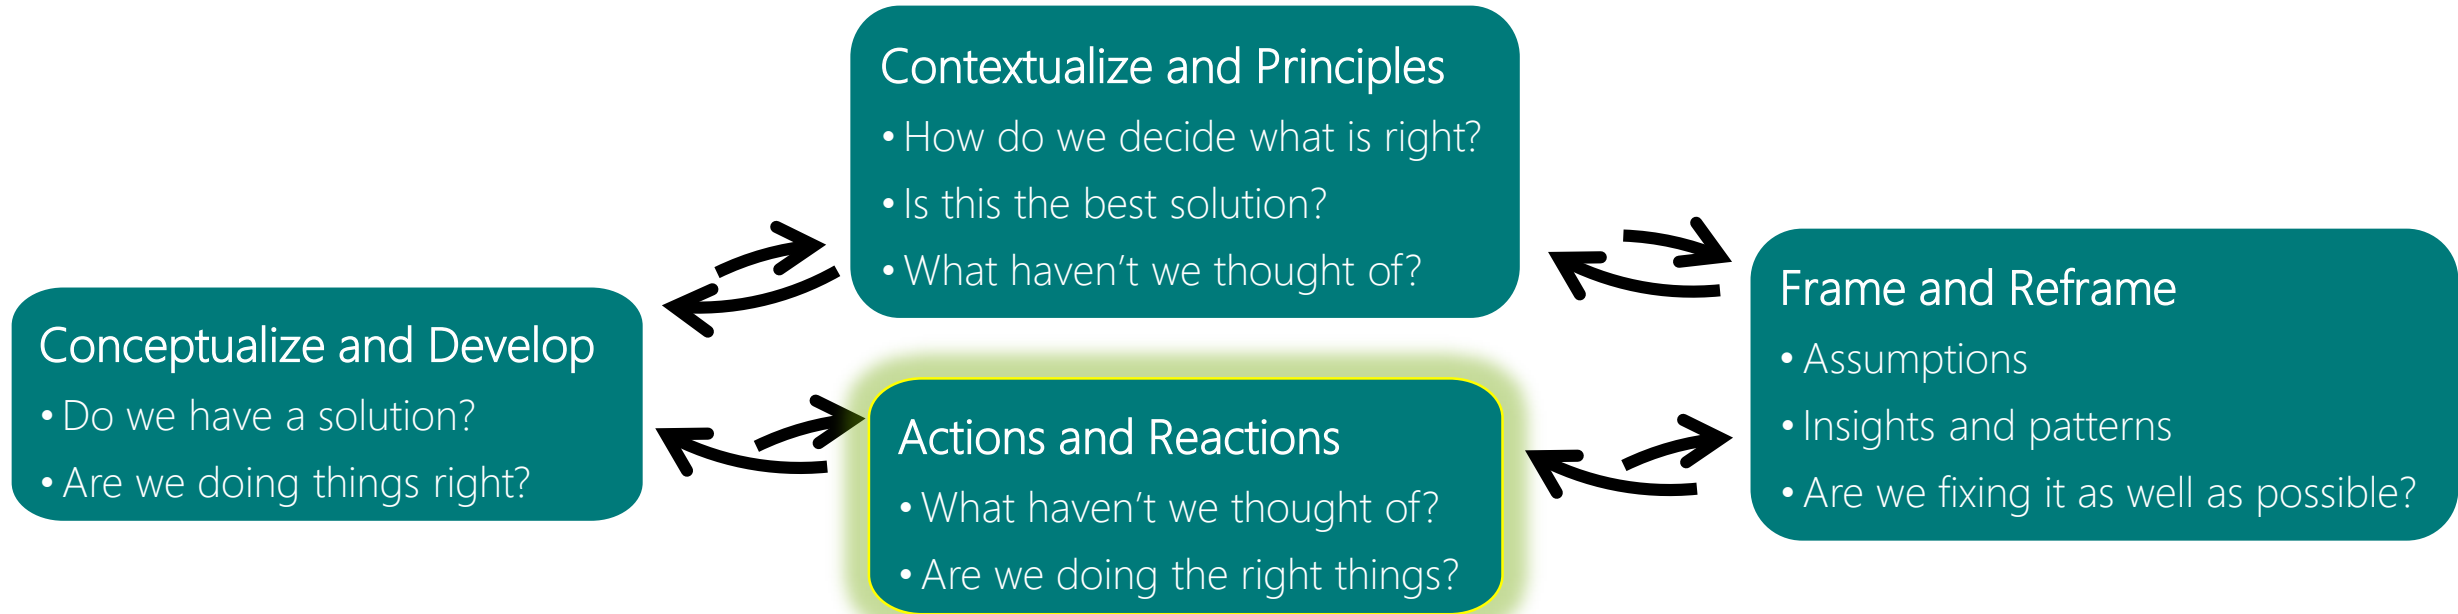 Contextualize and Principles
• How do we decide what is right?
• Is this the best solution?
• What haven't we thought of?
Conceptualize and Develop
• Do we have a solution?
• Are we doing things right?
Actions and Reactions
• What haven't we thought of?
• Are we doing the right things?
Frame and Reframe
• Assumptions
• Insights and patterns
• Are we fixing it as well as possible?